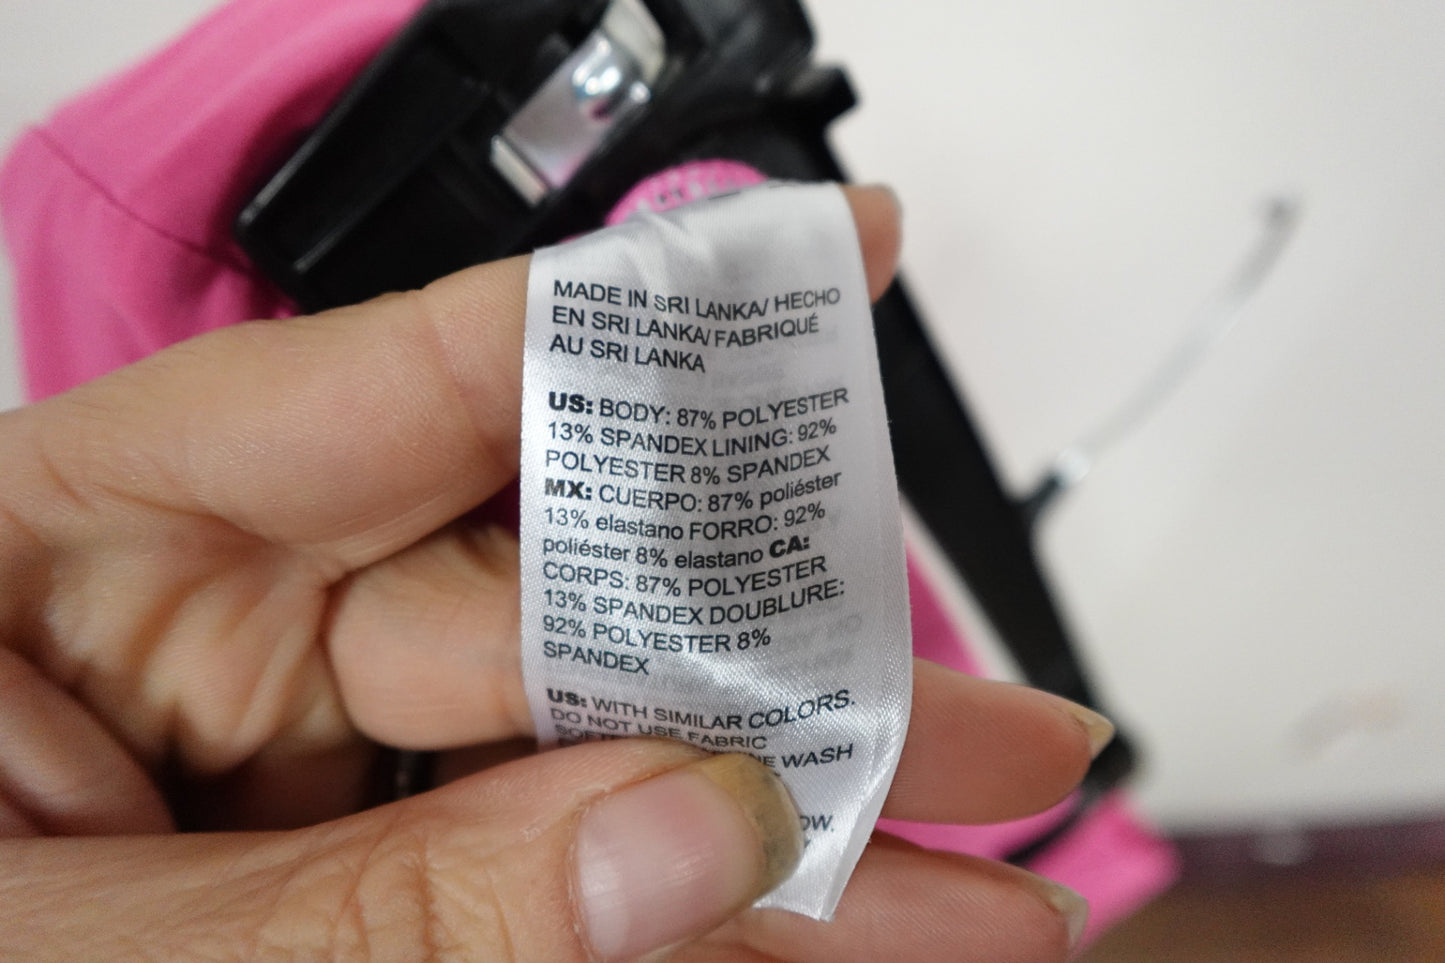 MADE IN SRI LANKA/ HECHO
EN SRI LANKA/ FABRIQUÉ
AU SRI LANKA
US: BODY: 87% POLYESTER
13% SPANDEX LINING: 92%
POLYESTER 8% SPANDEX
MX: CUERPO: 87% poliéster
13% elastano FORRO: 92%
poliéster 8% elastano CA:
CORPS: 87% POLYESTER
13% SPANDEX DOUBLURE:
92% POLYESTER 8%
SPANDEX
US: WITH SIMILAR COLORS.
DO NOT USE FABRIC
WASH